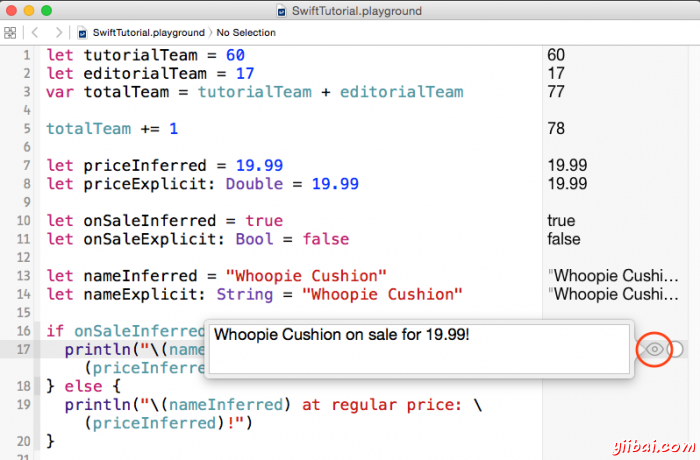 SwiftTutorial.playground
SwiftTutorial.playground 〉 No Selection
1 let tutorialTeam = 60 60
2 let editorialTeam = 17 17
3 var totalTeam = tutorialTeam + editorialTeam 77
4
5 totalTeam += 1 78
6
7 let priceInferred = 19.99 19.99
8 let priceExplicit: Double = 19.99 19.99
9
10 let onSaleInferred = true true
11 let onSaleExplicit: Bool = false false
12
13 let nameInferred = "Whoopie Cushion" "Whoopie Cushi...
14 let nameExplicit: String = "Whoopie Cushion" "Whoopie Cushi...
15
16 if onSaleInferred
Whoopie Cushion on sale for 19.99!
17 println("\(name
(priceInferre
18 } else {
19 println("\(nameInferred) at regular price: \
(priceInferred)!")
20 }
21
yiibai.com